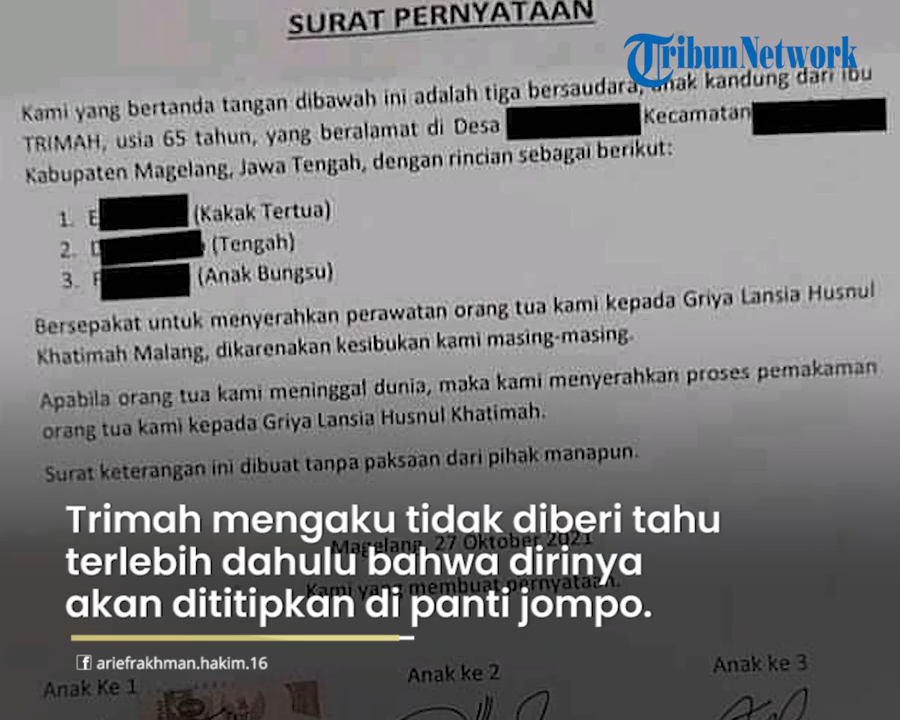 SURAT PERNYATAAN
TribunNetwork
Kami yang bertanda tangan dibawah ini adalah tiga bersaudara, anak kandung dari ibu
TRIMAH, usia 65 tahun, yang beralamat di Desa Kecamatan
Kabupaten Magelang, Jawa Tengah, dengan rincian sebagai berikut:
1. E (Kakak Tertua)
2. D (Tengah)
3. F (Anak Bungsu)
Bersepakat untuk menyerahkan perawatan orang tua kami kepada Griya Lansia Husnul
Khatimah Malang, dikarenakan kesibukan kami masing-masing.
Apabila orang tua kami meninggal dunia, maka kami menyerahkan proses pemakaman
orang tua kami kepada Griya Lansia Husnul Khatimah.
Surat keterangan ini dibuat tanpa paksaan dari pihak manapun.
Magelang, 27 Oktober 2021
Kami yang membuat pernyataan.
Trimah mengaku tidak diberi tahu
terlebih dahulu bahwa dirinya
akan dititipkan di panti jompo.
f ariefrakhman.hakim.16
Anak Ke 1
Anak ke 2
Anak ke 3